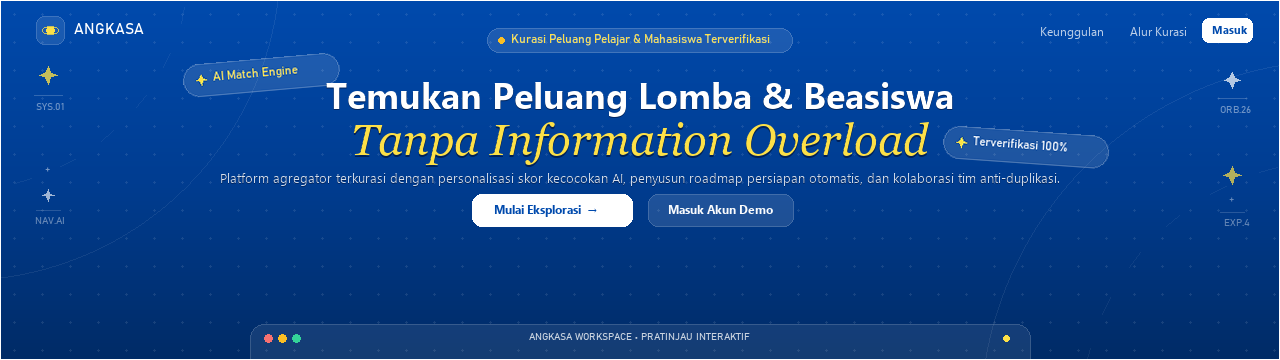 ANGKASA
Keunggulan
Alur Kurasi
Masuk
Kurasi Peluang Pelajar & Mahasiswa Terverifikasi
AI Match Engine
SYS.01
ORB.26
Temukan Peluang Lomba & Beasiswa
Tanpa Information Overload
Terverifikasi 100%
Platform agregator terkurasi dengan personalisasi skor kecocokan AI, penyusun roadmap persiapan otomatis, dan kolaborasi tim anti-duplikasi.
Mulai Eksplorasi →
Masuk Akun Demo
NAV.AI
EXP.4
ANGKASA WORKSPACE • PRATINJAU INTERAKTIF